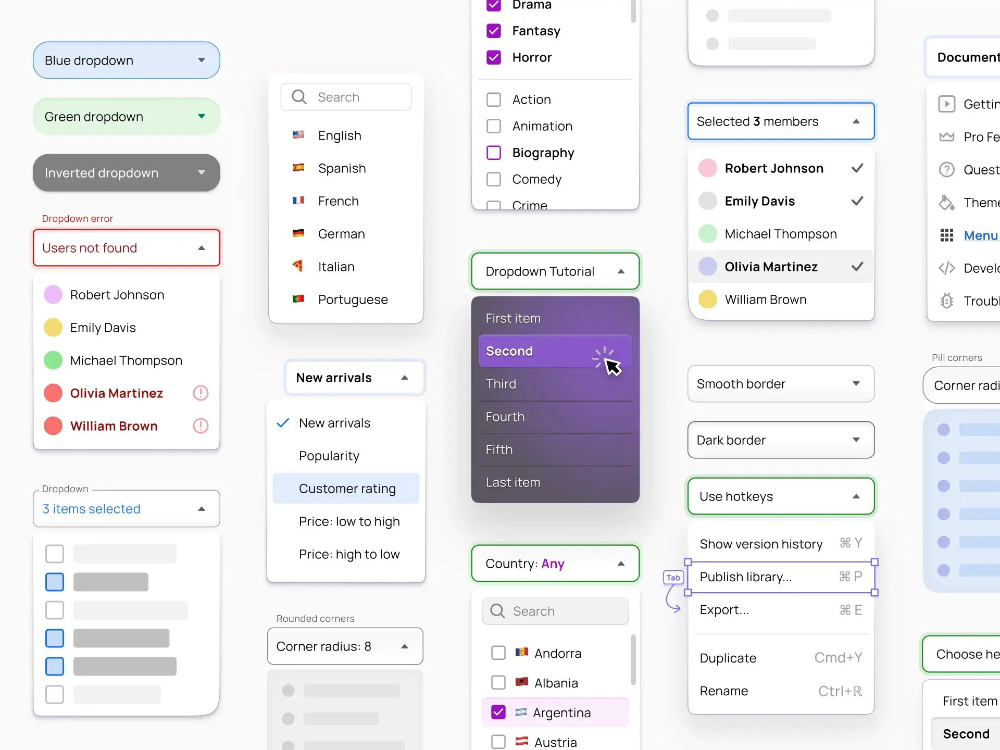 Blue dropdown
Green dropdown
Inverted dropdown
Dropdown error
Users not found
Robert Johnson
Emily Davis
Michael Thompson
Olivia Martinez
William Brown
Dropdown
3 items selected
Search
English
Spanish
French
German
Italian
Portuguese
New arrivals
New arrivals
Popularity
Customer rating
Price: low to high
Price: high to low
Rounded corners
Corner radius: 8
Drama
Fantasy
Horror
Action
Animation
Biography
Comedy
Crime
Dropdown Tutorial
First item
Second
Third
Fourth
Fifth
Last item
Country: Any
Search
Andorra
Albania
Argentina
Austria
Selected 3 members
Robert Johnson
Emily Davis
Michael Thompson
Olivia Martinez
William Brown
Smooth border
Dark border
Use hotkeys
Show version history ⌘ Y
Tab
Publish library... ⌘ P
Export... ⌘ E
Duplicate Cmd+Y
Rename Ctrl+ℝ
Document
Gettin
Pro Fe
Quest
Theme
Menu
Develo
Troubl
Pill corners
Corner radi
Choose he
First item
Second